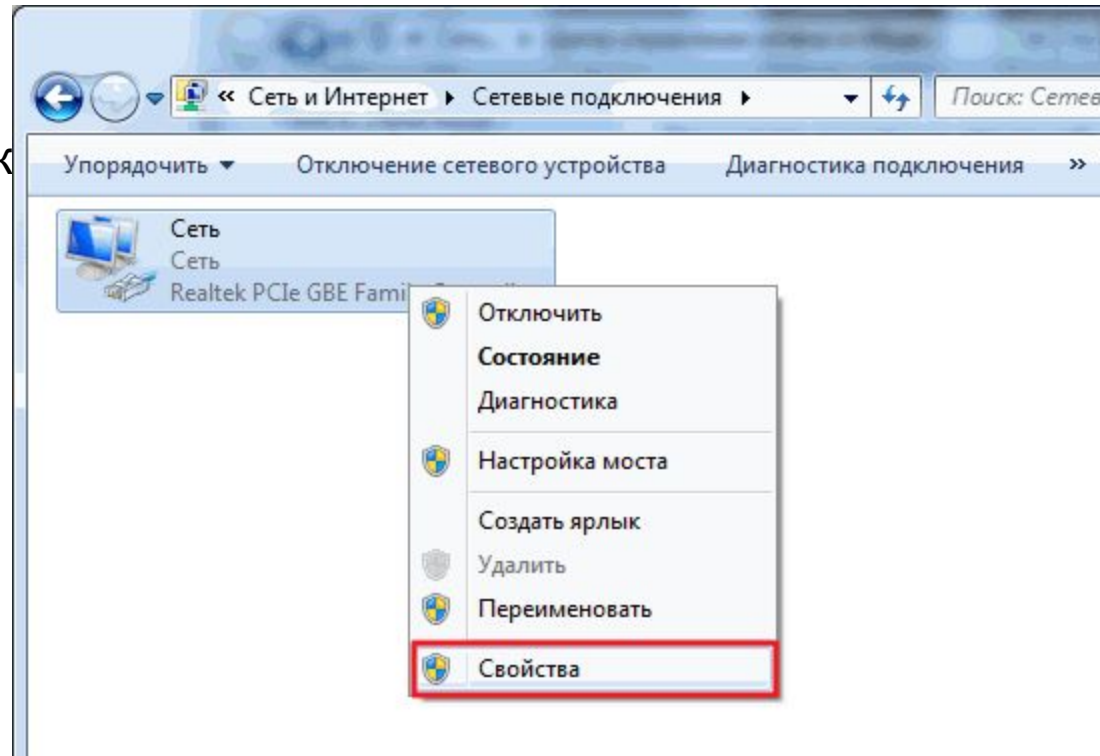 « Сеть и Интернет Сетевые подключения Поиск: Сетев
Упорядочить Отключение сетевого устройства Диагностика подключения »
Сеть
Сеть
Realtek PCIe GBE
Отключить
Состояние
Диагностика
Настройка моста
Создать ярлык
Удалить
Переименовать
Свойства